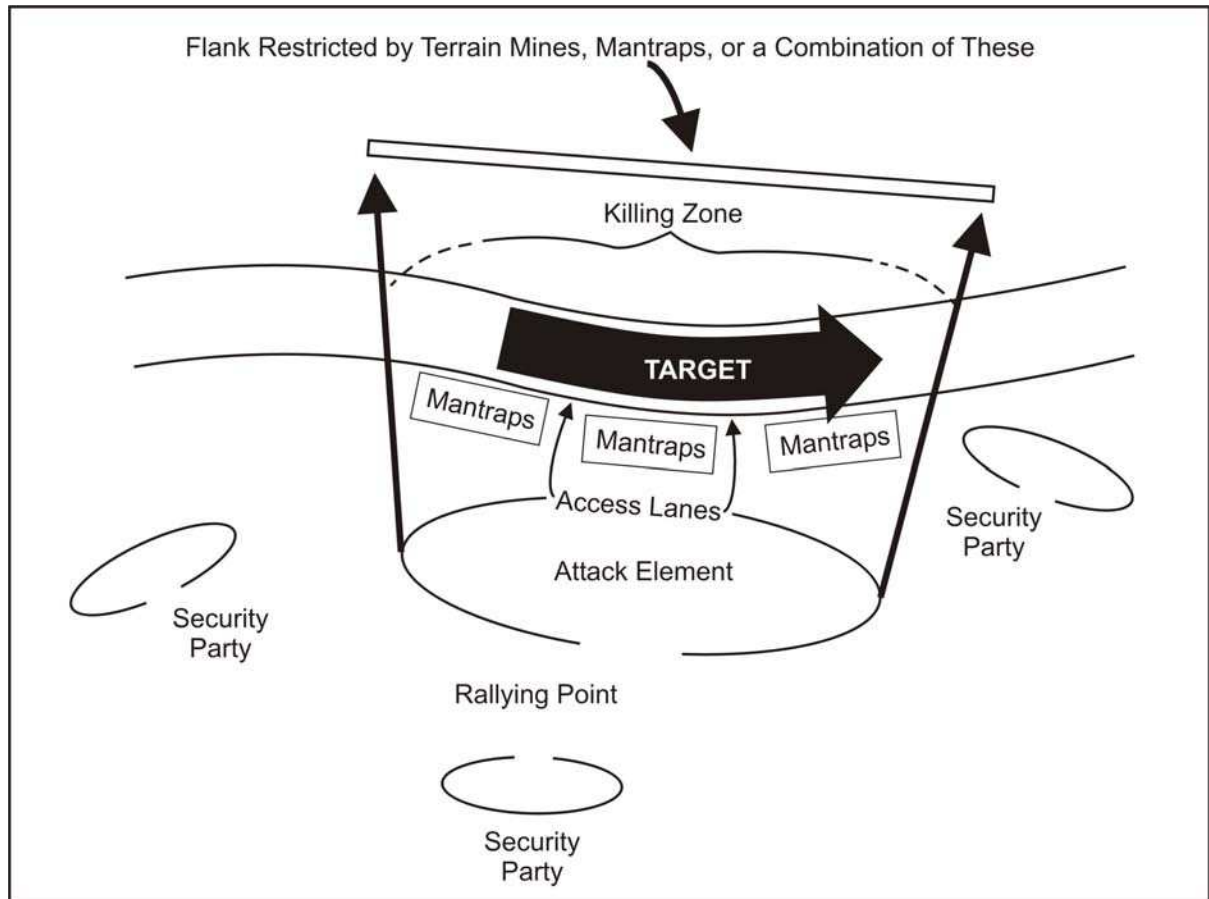 Flank Restricted by Terrain Mines, Mantraps, or a Combination of These
Killing Zone
TARGET
Mantraps
Mantraps
Mantraps
Access Lanes
Attack Element
Security
Party
Security
Party
Rallying Point
Security
Party